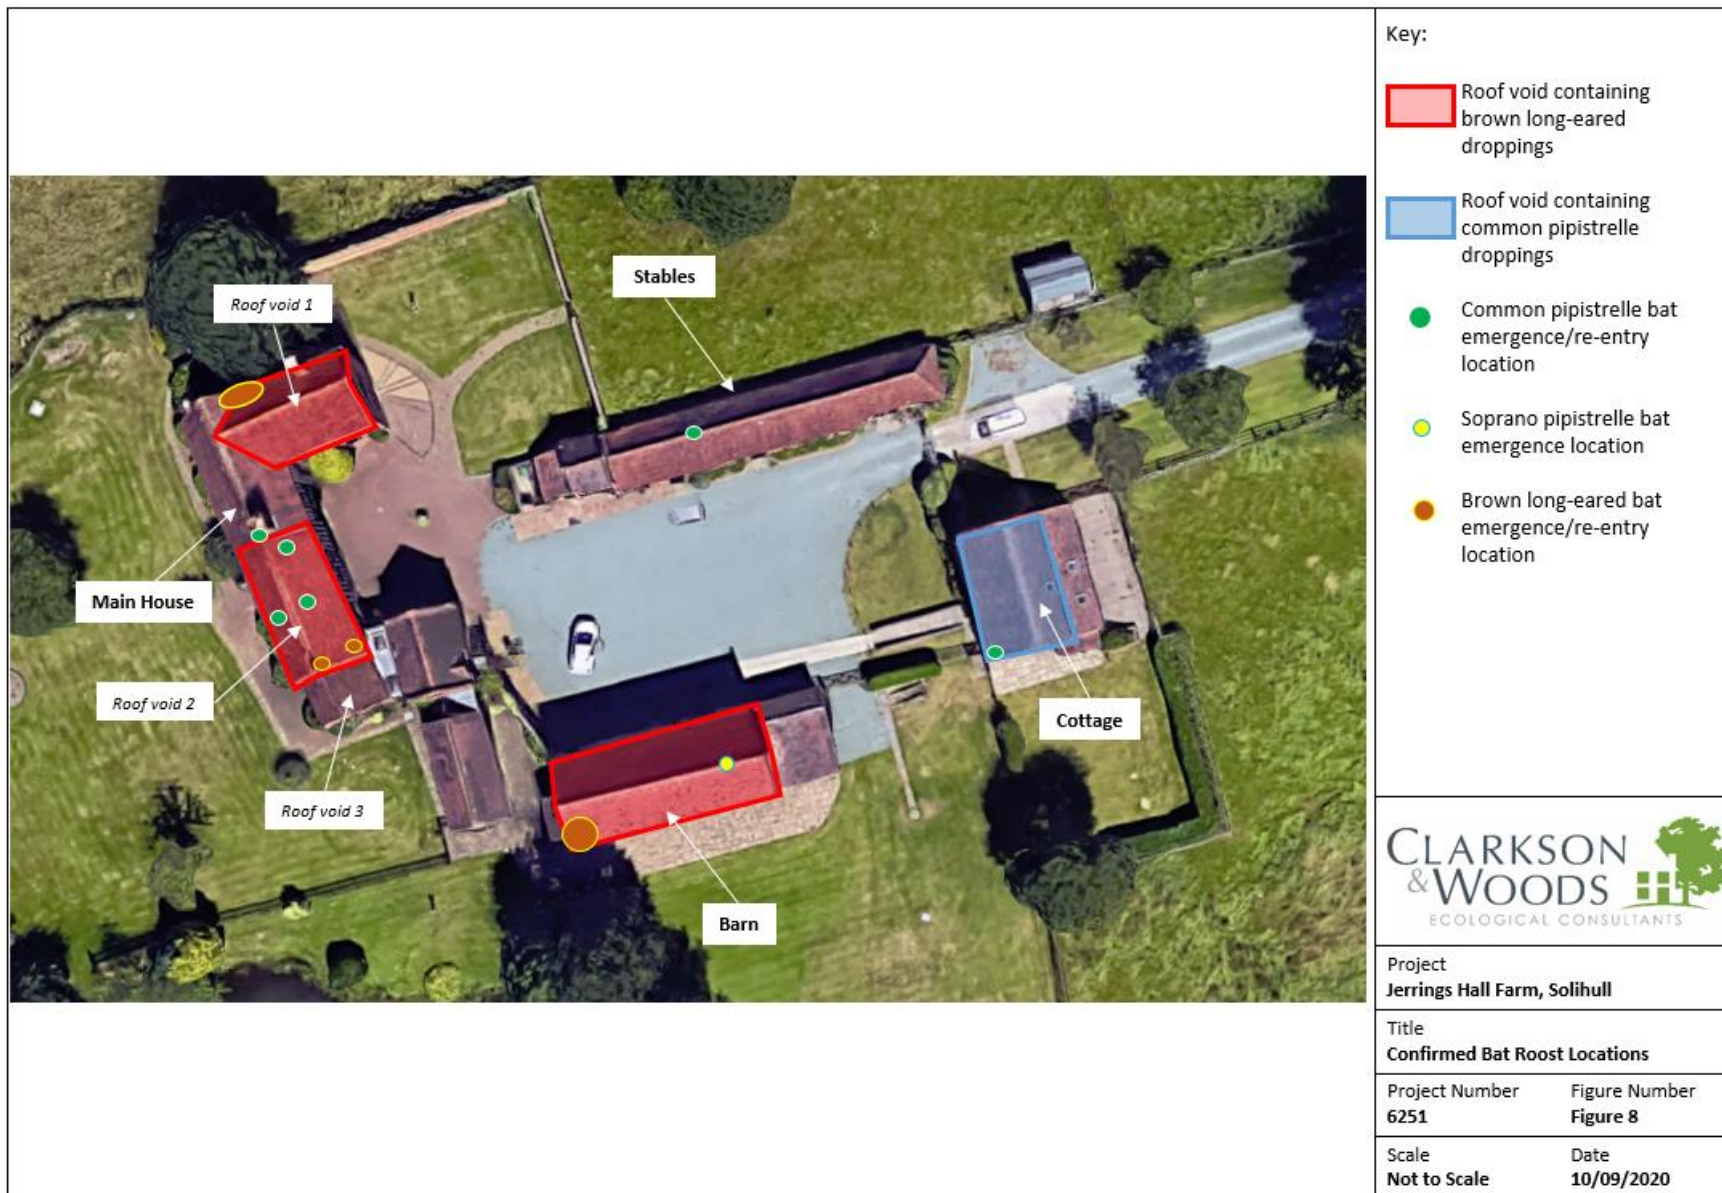 Key:
Roof void containing
brown long-eared
droppings
Roof void containing
common pipistrelle
droppings
Common pipistrelle bat
emergence/re-entry
location
Soprano pipistrelle bat
emergence location
Brown long-eared bat
emergence/re-entry
location
Roof void 1
Stables
Main House
Roof void 2
Roof void 3
Cottage
Barn
CLARKSON
& WOODS
ECOLOGICAL CONSULTANTS
Project
Jerrings Hall Farm, Solihull
Title
Confirmed Bat Roost Locations
Project Number
6251
Figure Number
Figure 8
Scale
Not to Scale
Date
10/09/2020